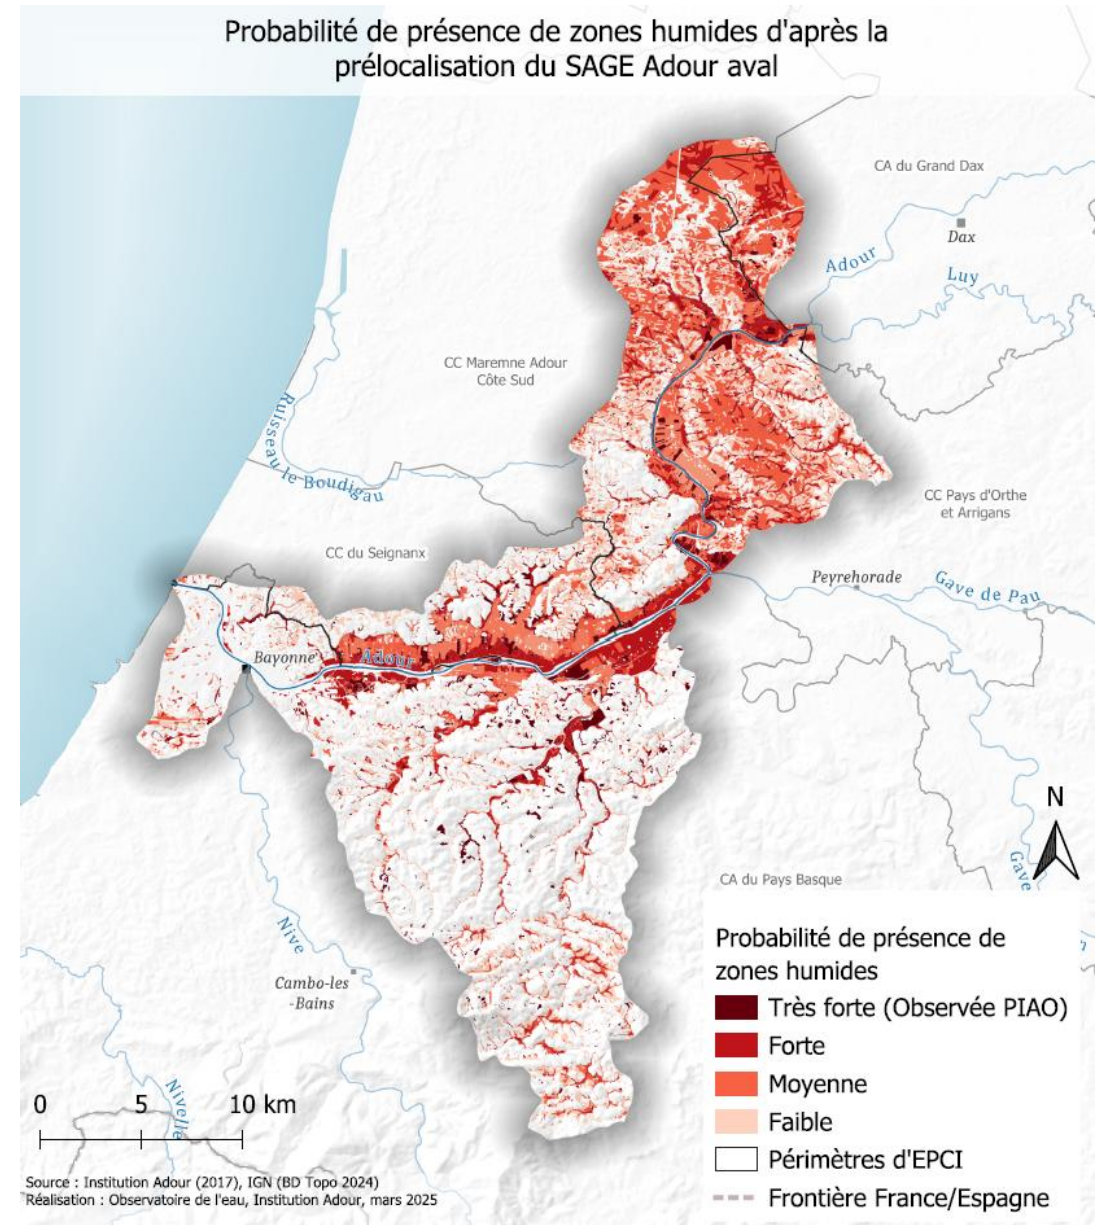 Probabilité de présence de zones humides d'après la
prélocalisation du SAGE Adour aval
CA du Grand Dax
Dax
Adour
Luy
CC Maremne Adour
Côte Sud
Ruisseau le Boudigau
CC Pays d'Orthe
et Arrigans
CC du Seignanx
Peyrehorade
Gave de Pau
Bayonne
Adour
N
CA du Pays Basque
Gave
Nive
Cambo-les
-Bains
Nivelle
Probabilité de présence de
zones humides
Très forte (Observée PIAO)
Forte
Moyenne
Faible
Périmètres d'EPCI
Frontière France/Espagne
0 5 10 km
Source : Institution Adour (2017), IGN (BD Topo 2024)
Réalisation : Observatoire de l'eau, Institution Adour, mars 2025